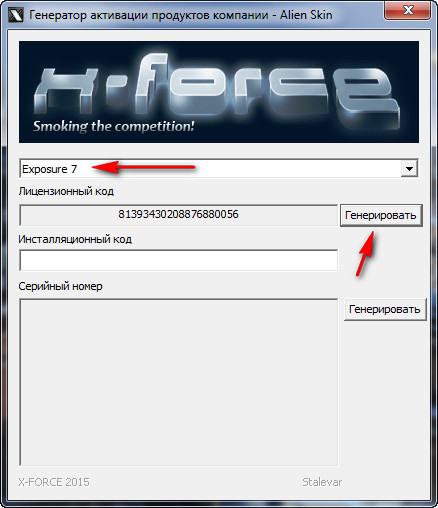 Генератор активации продуктов компании - Alien Skin
x-force
Smoking the competition!
Exposure 7
Лицензионный код
81393430208876880056
Генерировать
Инсталляционный код
Серийный номер
Генерировать
X-FORCE 2015
Stalevar